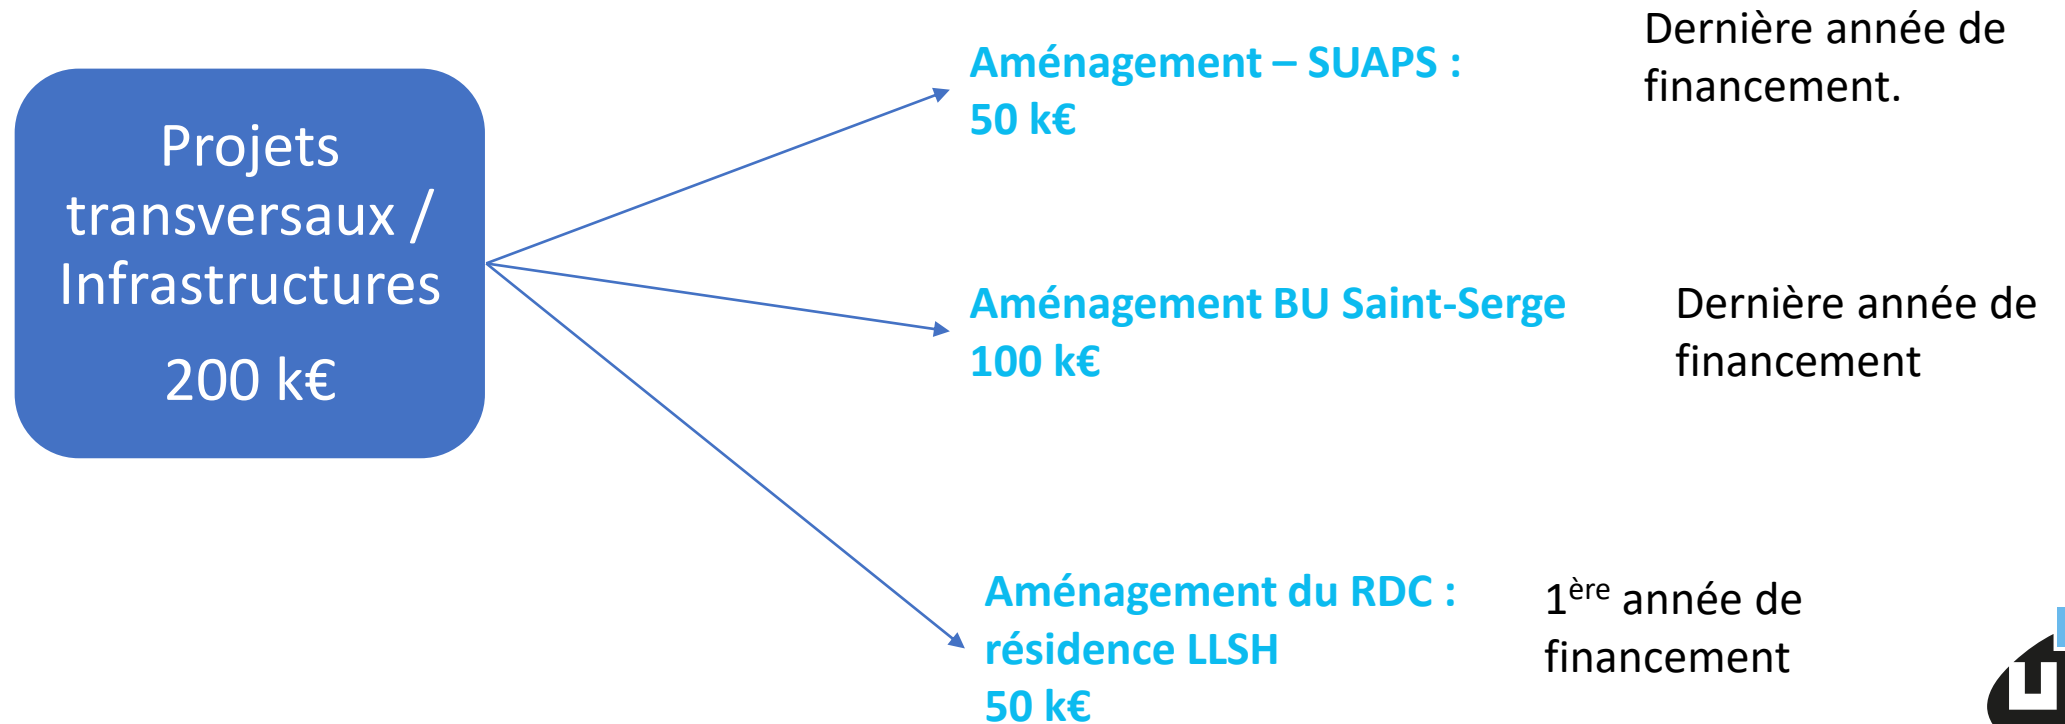 Projets
transversaux /
Infrastructures
200 k€
Aménagement – SUAPS :
50 k€
Dernière année de
financement.
Aménagement BU Saint-Serge
100 k€
Dernière année de
financement
Aménagement du RDC :
résidence LLSH
50 k€
1ère année de
financement